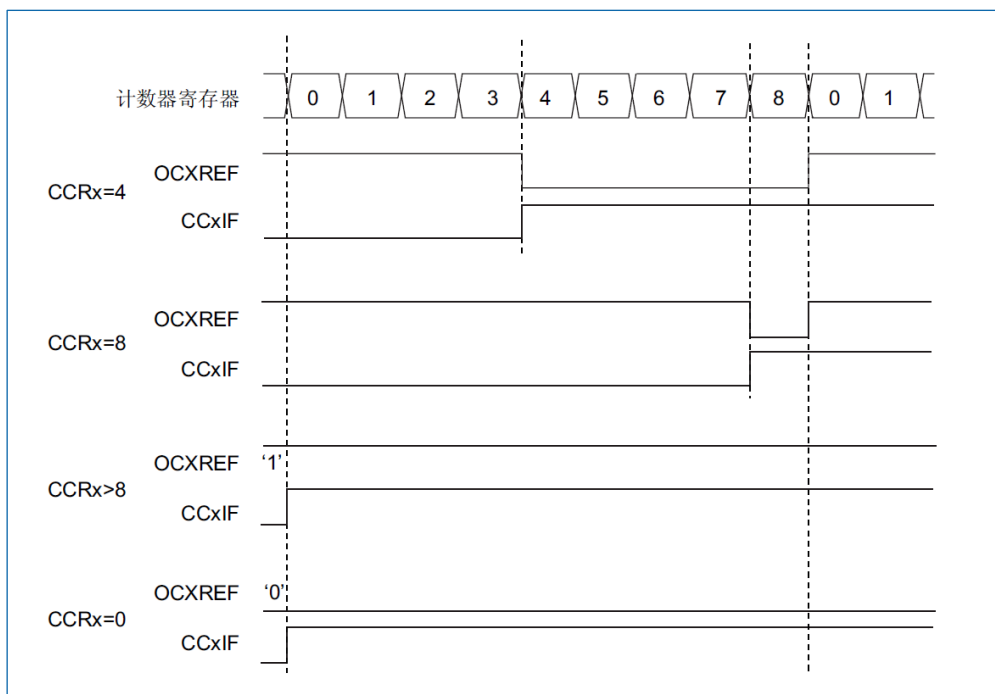 计数器寄存器 0 1 2 3 4 5 6 7 8 0 1
OCXREF
CCRx=4
CCxIF
OCXREF
CCRx=8
CCxIF
OCXREF ‘1’
CCRx>8
CCxIF
OCXREF ‘0’
CCRx=0
CCxIF